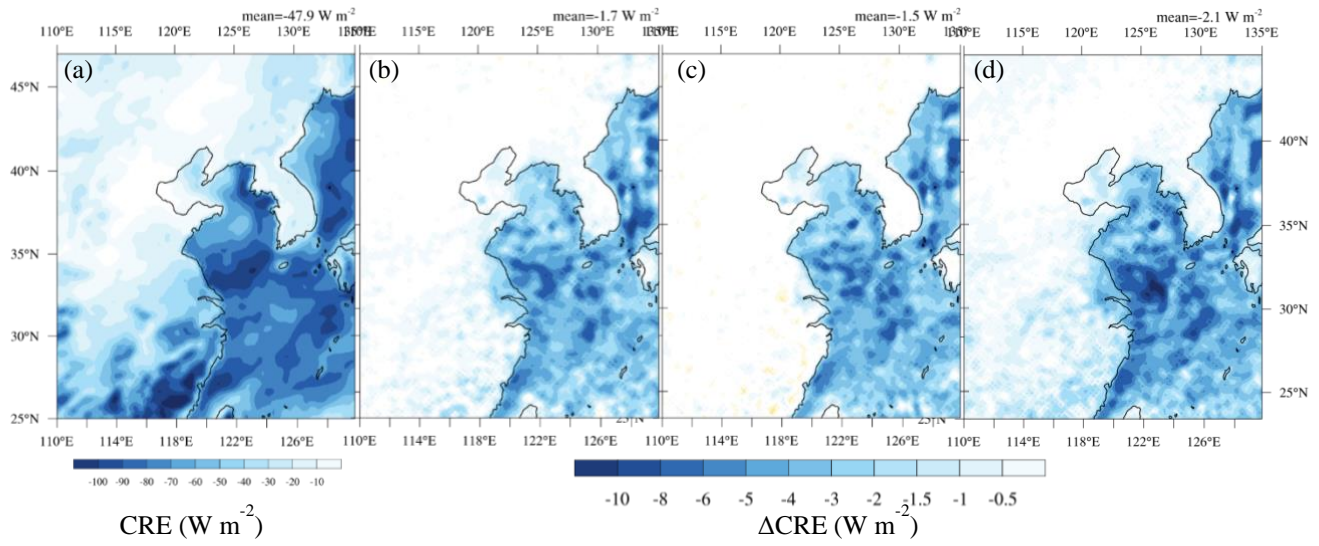 mean=-47.9 W m-2 mean=-1.7 W m-2 mean=-1.5 W m-2 mean=-2.1 W m-2
110°E 115°E 120°E 125°E 130°E 115°E 120°E 125°E 130°E 115°E 120°E 125°E 130°E 115°E 120°E 125°E 130°E 135°E
(a) (b) (c) (d)
45°N
40°N 40°N
35°N 35°N
30°N 30°N
25°N 25°N 25°N 25°N
110°E 114°E 118°E 122°E 126°E 110°E 114°E 118°E 122°E 126°E 110°E 114°E 118°E 122°E 126°E 110°E 114°E 118°E 122°E 126°E
-100 -90 -80 -70 -60 -50 -40 -30 -20 -10
-10 -8 -6 -5 -4 -3 -2 -1.5 -1 -0.5
CRE (W m-2) ΔCRE (W m-2)